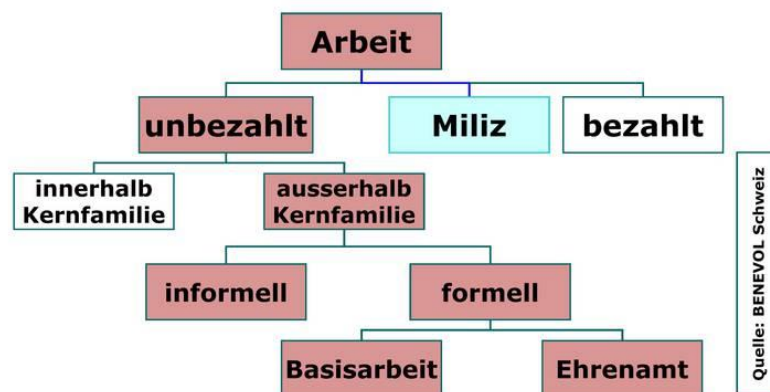 Arbeit
unbezahlt
Miliz
bezahlt
innerhalb
Kernfamilie
ausserhalb
Kernfamilie
informell
formell
Basisarbeit
Ehrenamt
Quelle: BENEVOL Schweiz